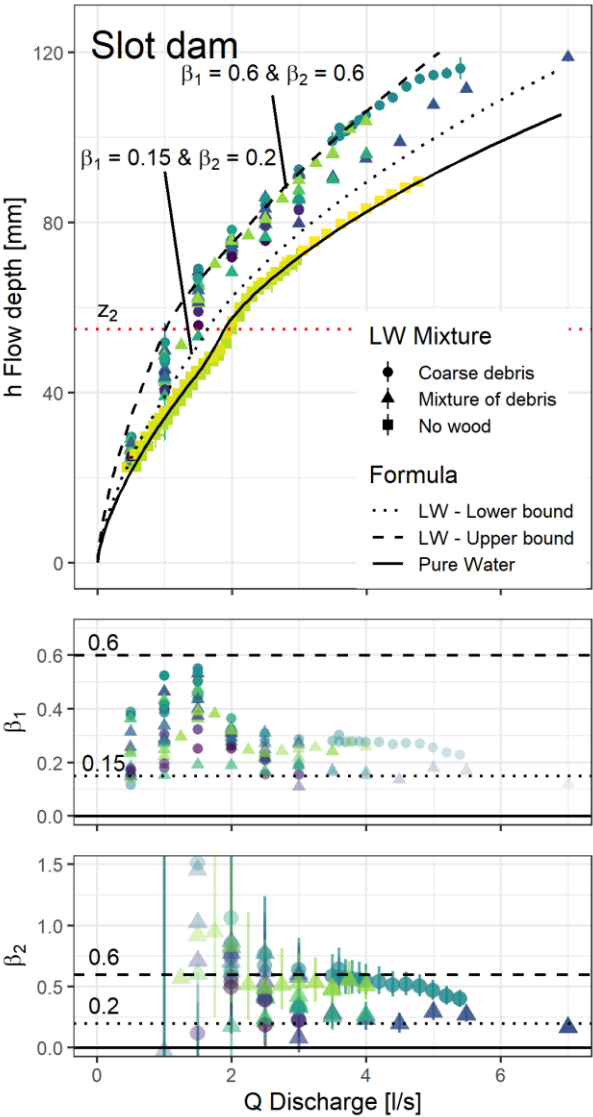 Slot dam
β1 = 0.6 & β2 = 0.6
β1 = 0.15 & β2 = 0.2
120
80
40
0
h Flow depth [mm]
z2
LW Mixture
Coarse debris
Mixture of debris
No wood
Formula
LW - Lower bound
LW - Upper bound
Pure Water
0.6
0.4
0.2
0.0
β1
0.6
0.15
1.5
1.0
0.5
0.0
β2
0.6
0.2
0 2 4 6
Q Discharge [l/s]